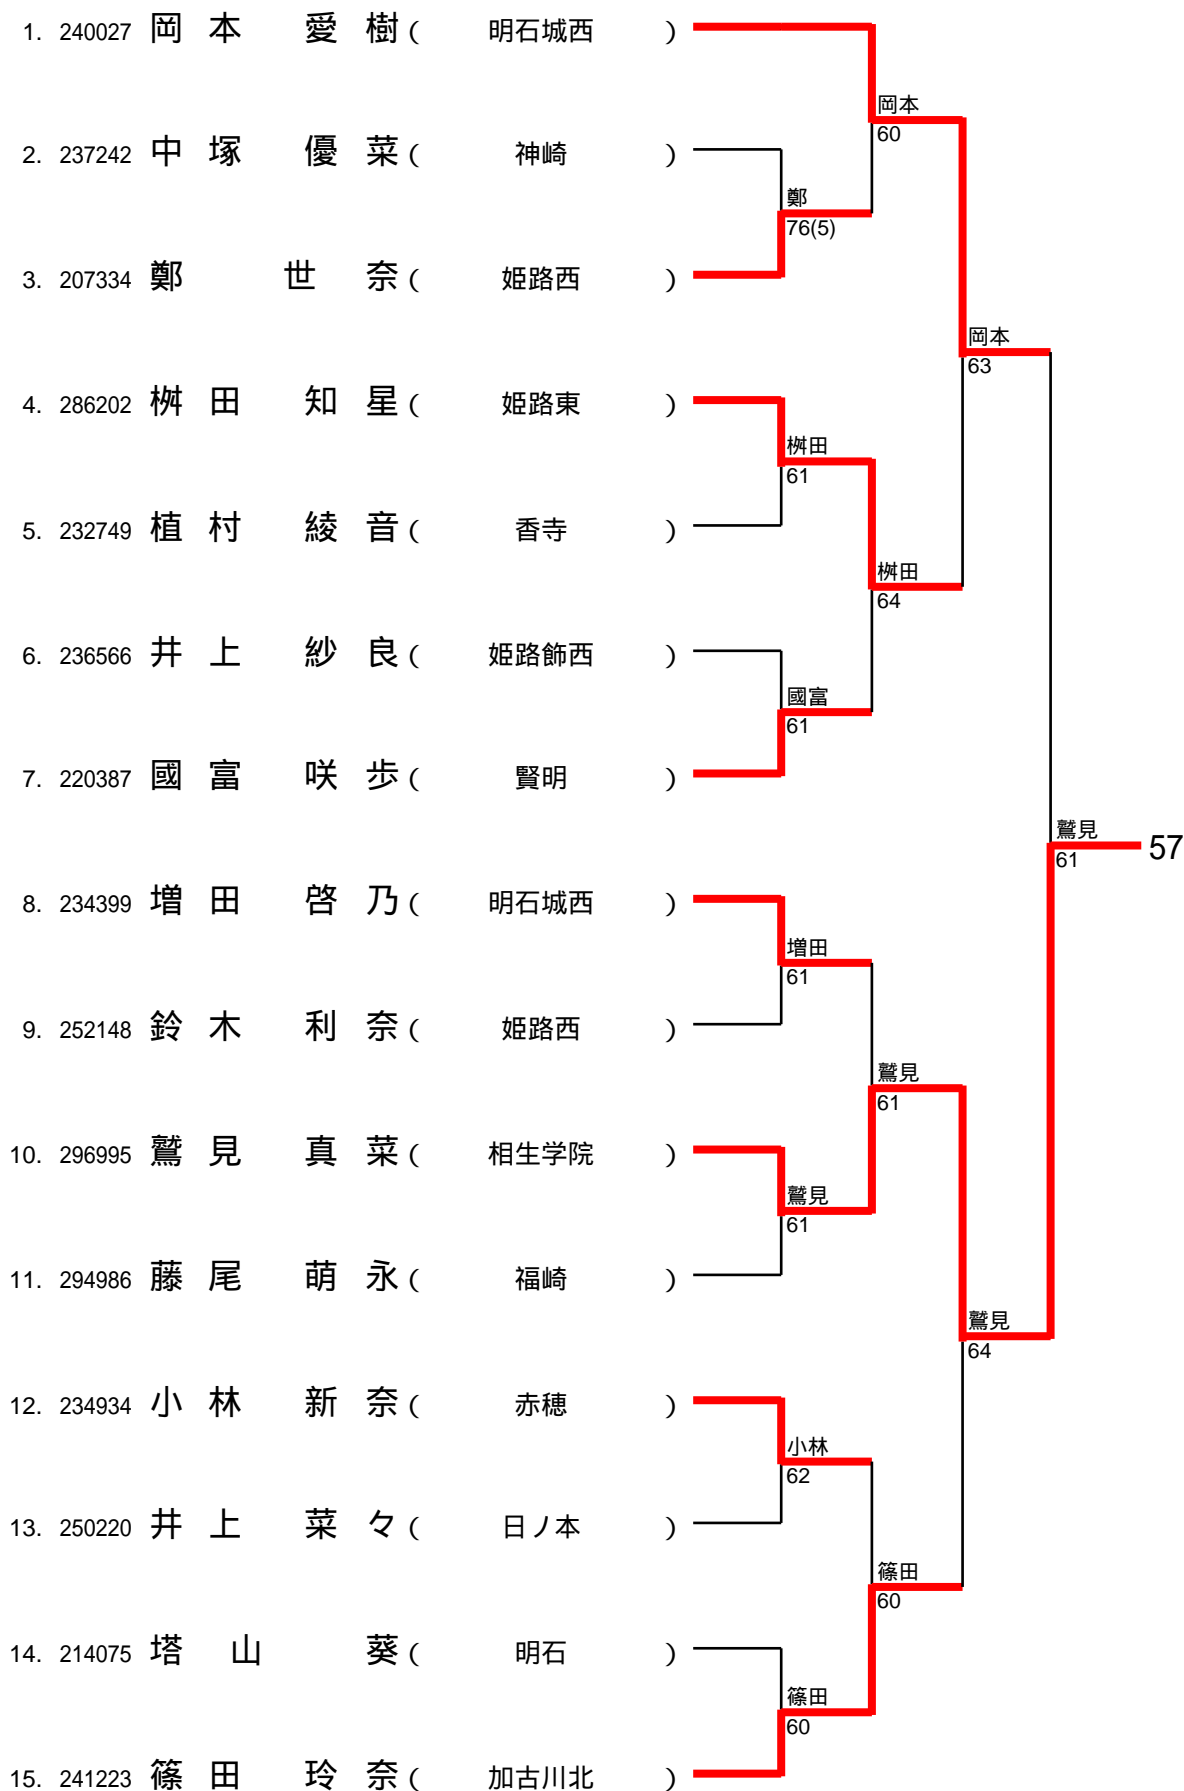 1. 240027 岡本 愛樹 ( 明石城西 )
岡本
60
2. 237242 中塚 優菜 ( 神崎 )
鄭
76(5)
3. 207334 鄭 世奈 ( 姫路西 )
岡本
63
4. 286202 桝田 知星 ( 姫路東 )
桝田
61
5. 232749 植村 綾音 ( 香寺 )
桝田
64
6. 236566 井上 紗良 ( 姫路飾西 )
國富
61
7. 220387 國富 咲歩 ( 賢明 )
鷲見
61
57
8. 234399 増田 啓乃 ( 明石城西 )
増田
61
9. 252148 鈴木 利奈 ( 姫路西 )
鷲見
61
10. 296995 鷲見 真菜 ( 相生学院 )
鷲見
61
11. 294986 藤尾 萌永 ( 福崎 )
鷲見
64
12. 234934 小林 新奈 ( 赤穂 )
小林
62
13. 250220 井上 菜々 ( 日ノ本 )
篠田
60
14. 214075 塔山 葵 ( 明石 )
篠田
60
15. 241223 篠田 玲奈 ( 加古川北 )